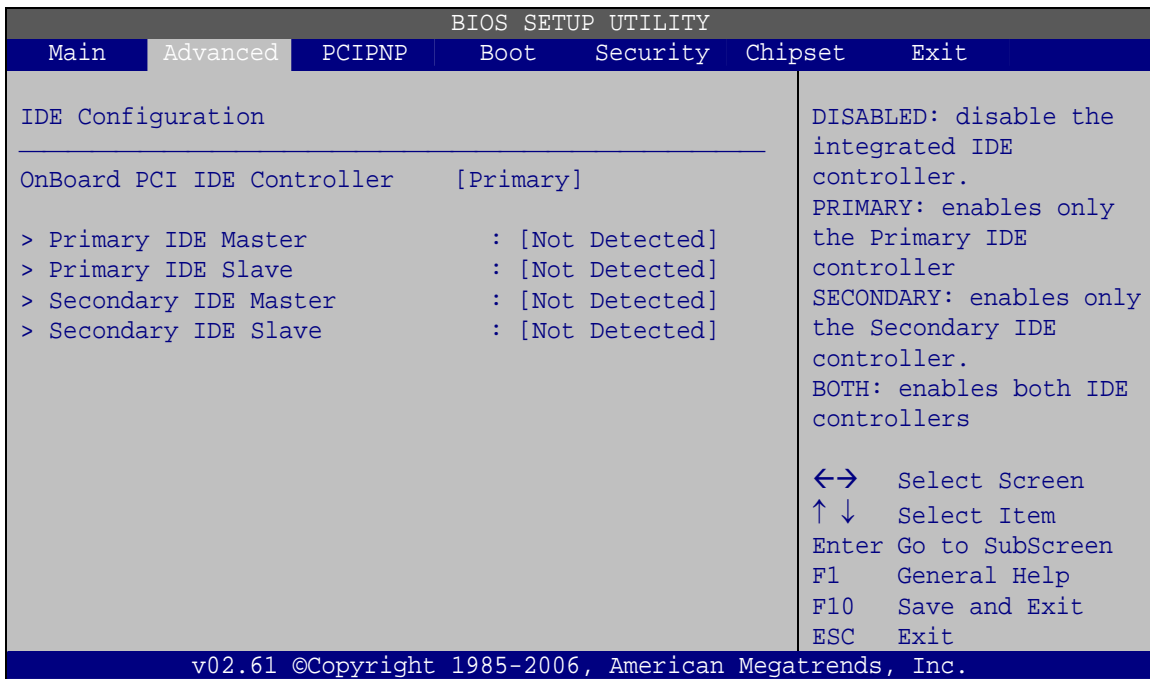 BIOS SETUP UTILITY
Main Advanced PCIPNP Boot Security Chipset Exit
IDE Configuration
OnBoard PCI IDE Controller [Primary]
> Primary IDE Master : [Not Detected]
> Primary IDE Slave : [Not Detected]
> Secondary IDE Master : [Not Detected]
> Secondary IDE Slave : [Not Detected]
DISABLED: disable the
integrated IDE
controller.
PRIMARY: enables only
the Primary IDE
controller
SECONDARY: enables only
the Secondary IDE
controller.
BOTH: enables both IDE
controllers
←→ Select Screen
↑ ↓ Select Item
Enter Go to SubScreen
F1 General Help
F10 Save and Exit
ESC Exit
v02.61 ©Copyright 1985-2006, American Megatrends, Inc.